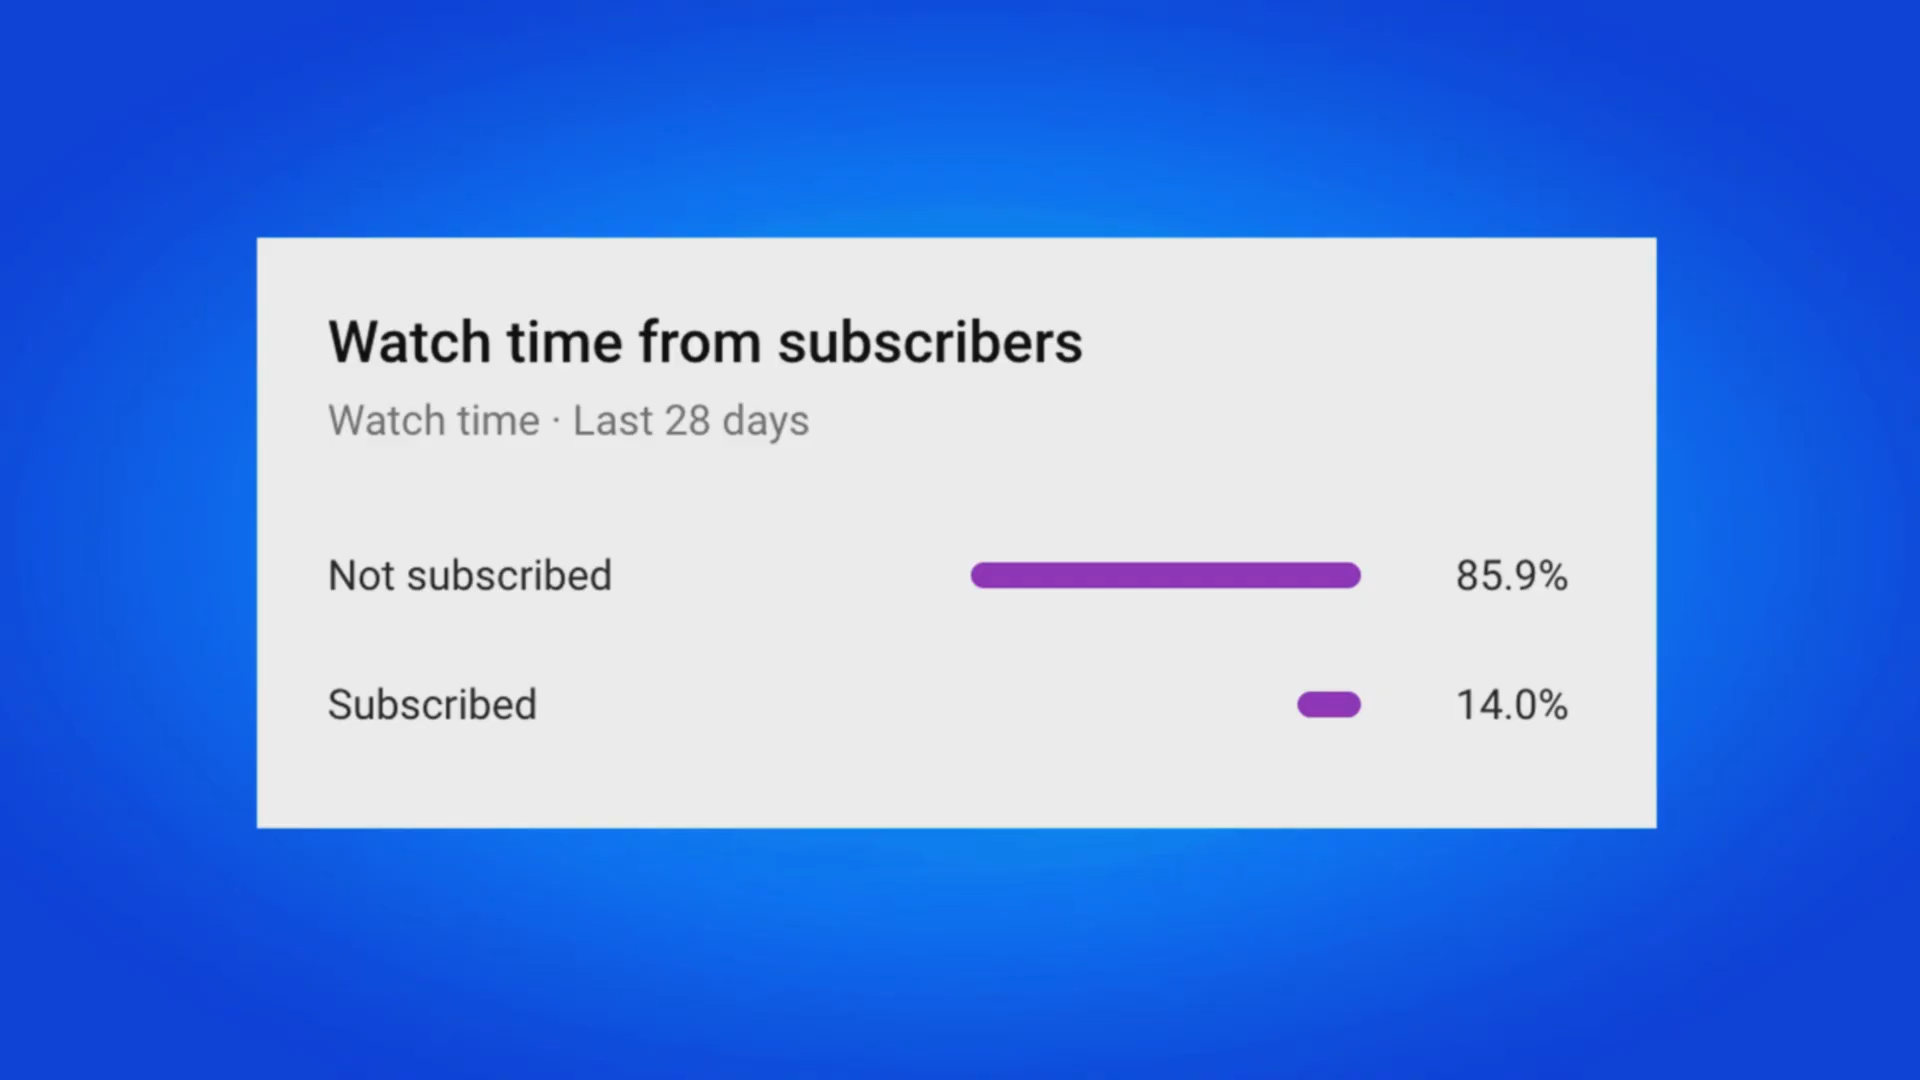 Watch time from subscribers
Watch time · Last 28 days
Not subscribed 85.9%
Subscribed 14.0%